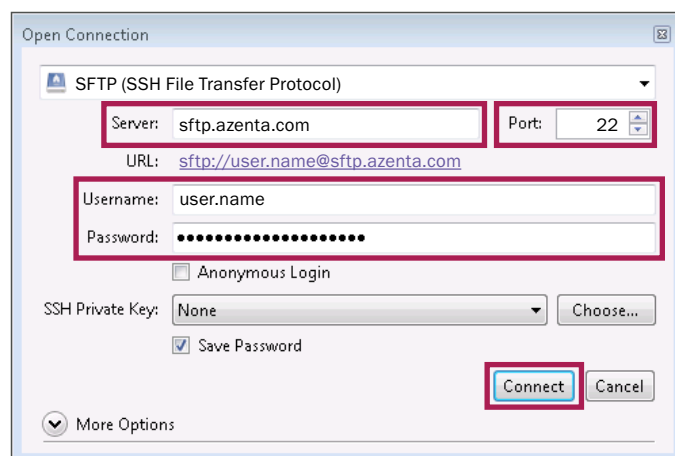 Open Connection
SFTP (SSH File Transfer Protocol)
Server: sftp.azenta.com Port: 22
URL: sftp://user.name@sftp.azenta.com
Username: user.name
Password: ••••••••••••••••••••
Anonymous Login
SSH Private Key: None Choose...
Save Password
Connect Cancel
More Options